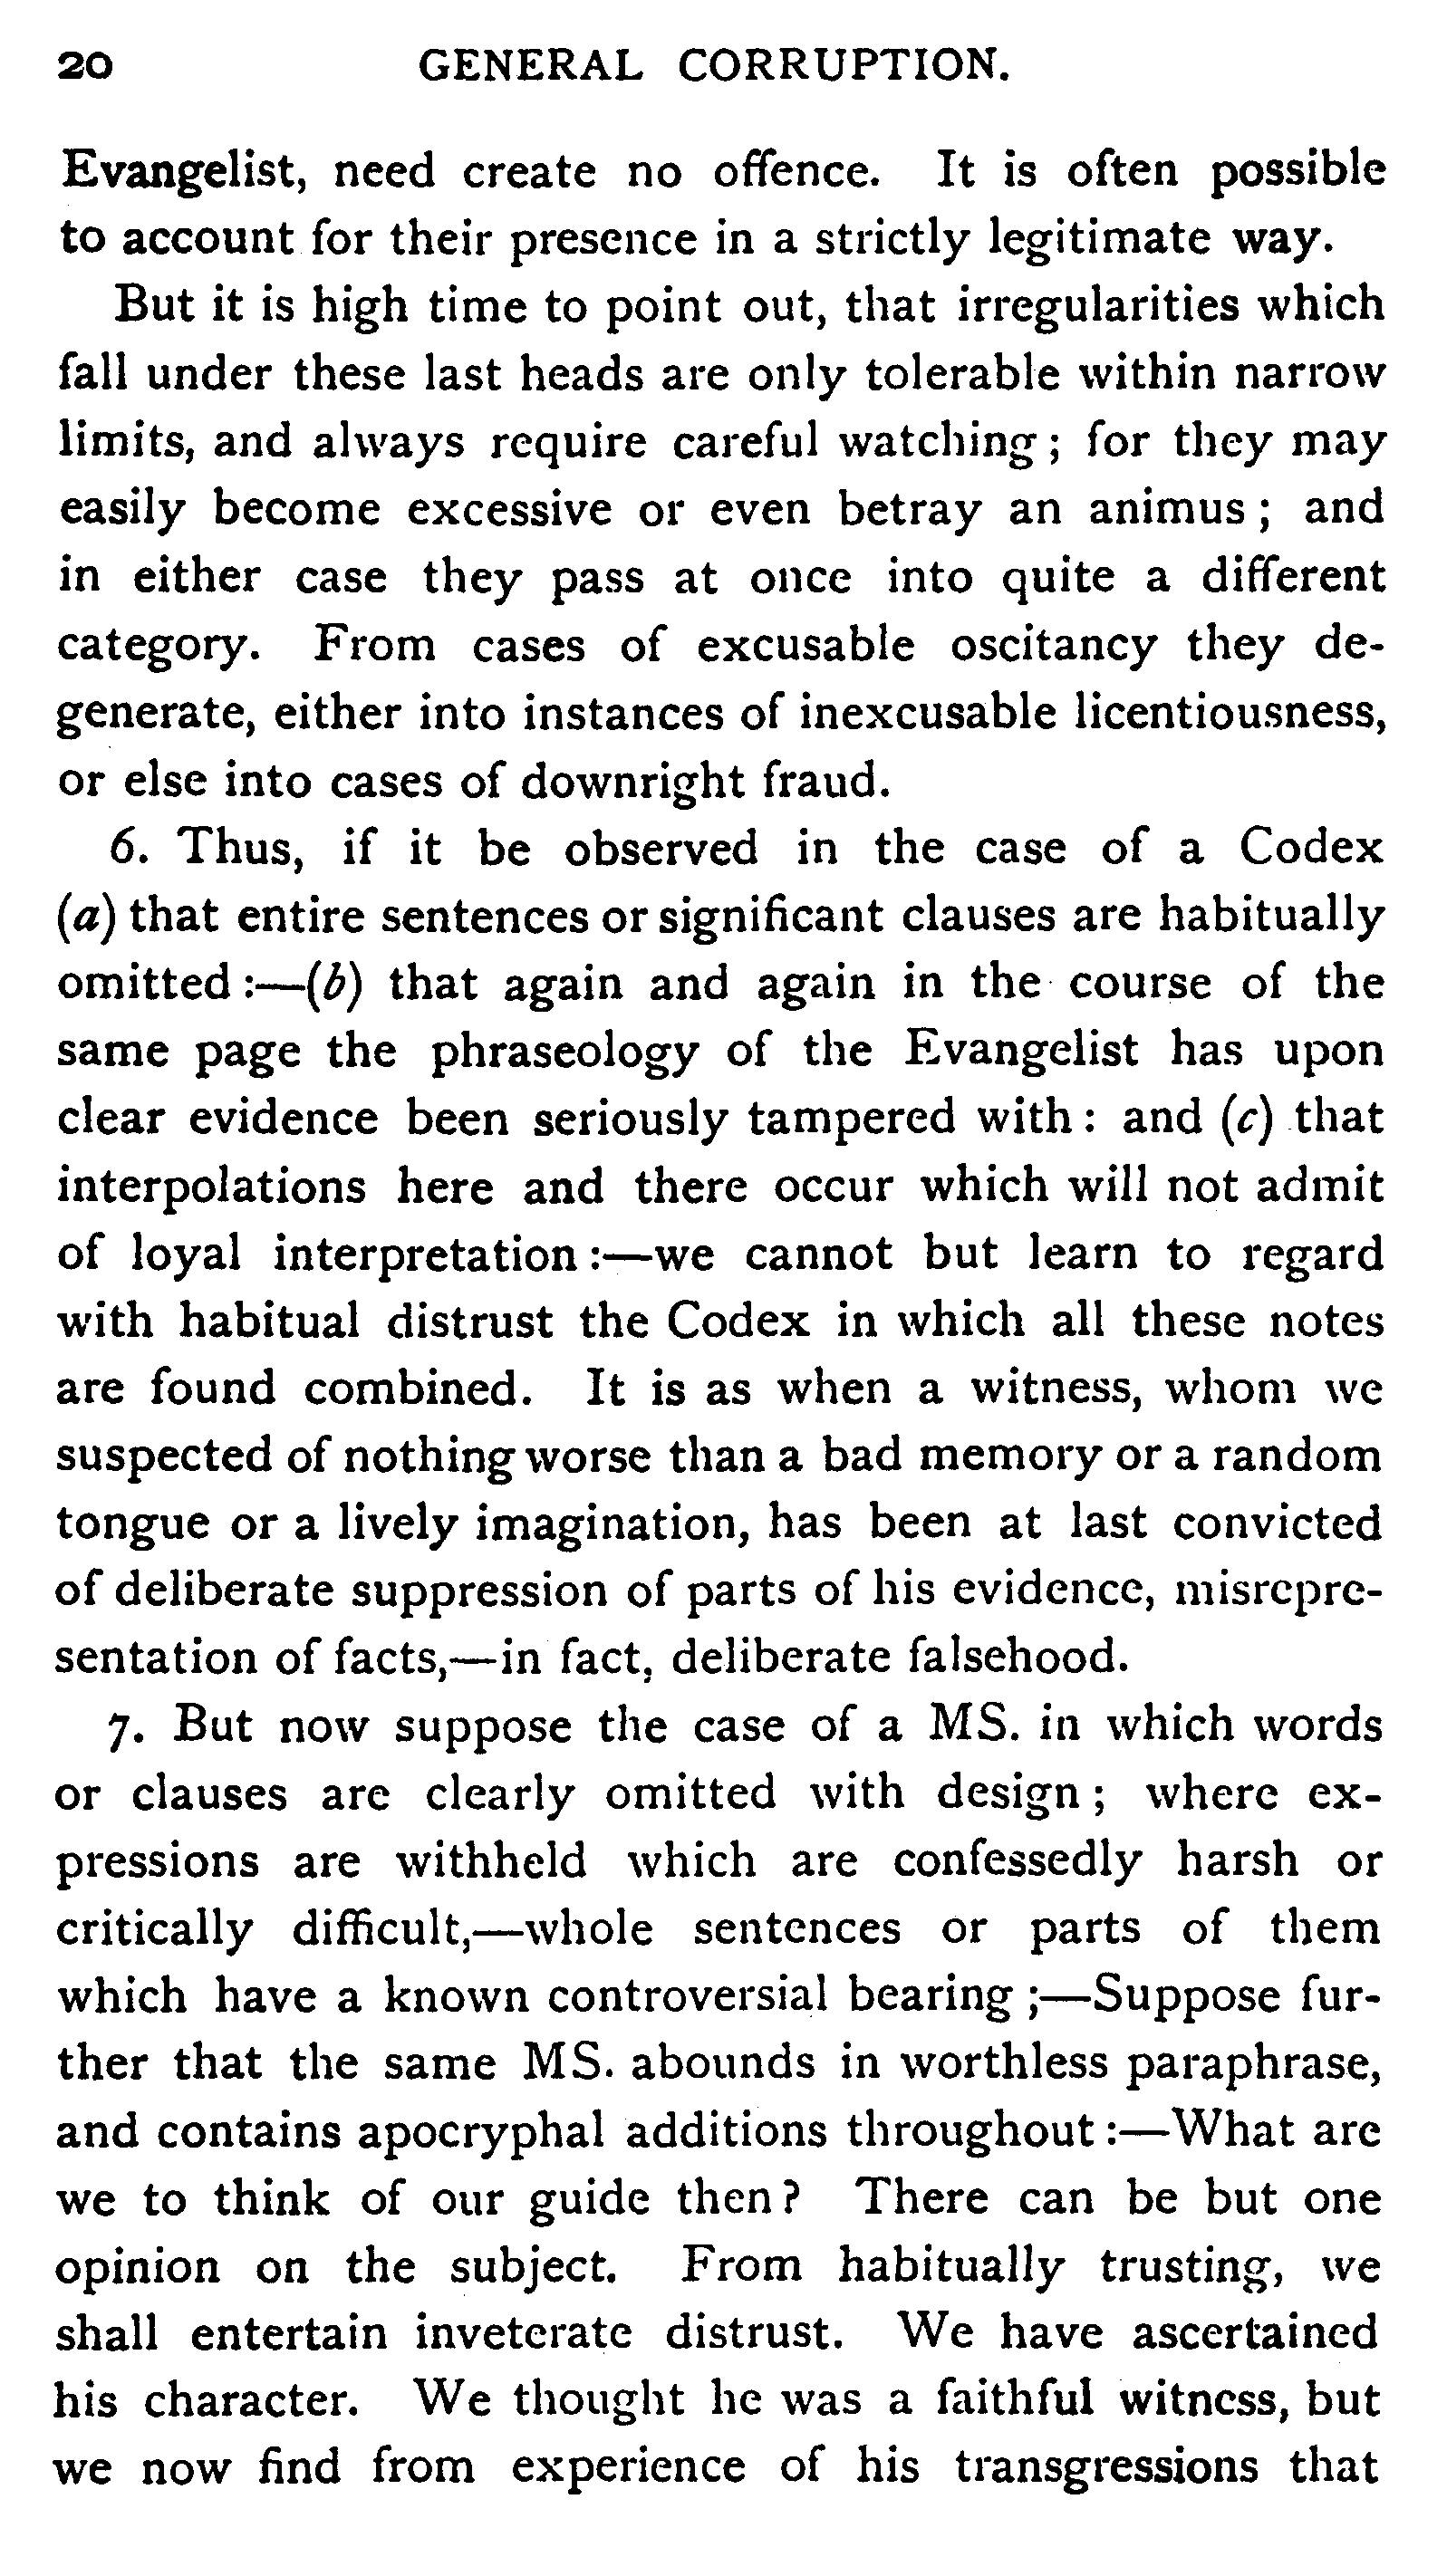 20 GENERAL CORRUPTION.
Evangelist, need create no offence. It is often possible
to account for their presence in a strictly legitimate way.
But it is high time to point out, that irregularities which
fall under these last heads are only tolerable within narrow
limits, and always require careful watching ; for they may
easily become excessive or even betray an animus ; and
in either case they pass at once into quite a different
category. From cases of excusable oscitancy they de-
generate, either into instances of inexcusable licentiousness,
or else into cases of downright fraud.
6. Thus, if it be observed in the case of a Codex
(a) that entire sentences or significant clauses are habitually
omitted :—(b) that again and again in the course of the
same page the phraseology of the Evangelist has upon
clear evidence been seriously tampered with : and (c) that
interpolations here and there occur which will not admit
of loyal interpretation :—we cannot but learn to regard
with habitual distrust the Codex in which all these notes
are found combined. It is as when a witness, whom we
suspected of nothing worse than a bad memory or a random
tongue or a lively imagination, has been at last convicted
of deliberate suppression of parts of his evidence, misrepre-
sentation of facts,—in fact, deliberate falsehood.
7. But now suppose the case of a MS. in which words
or clauses are clearly omitted with design ; where ex-
pressions are withheld which are confessedly harsh or
critically difficult,—whole sentences or parts of them
which have a known controversial bearing ;—Suppose fur-
ther that the same MS. abounds in worthless paraphrase,
and contains apocryphal additions throughout :—What are
we to think of our guide then? There can be but one
opinion on the subject. From habitually trusting, we
shall entertain inveterate distrust. We have ascertained
his character. We thought he was a faithful witness, but
we now find from experience of his transgressions that